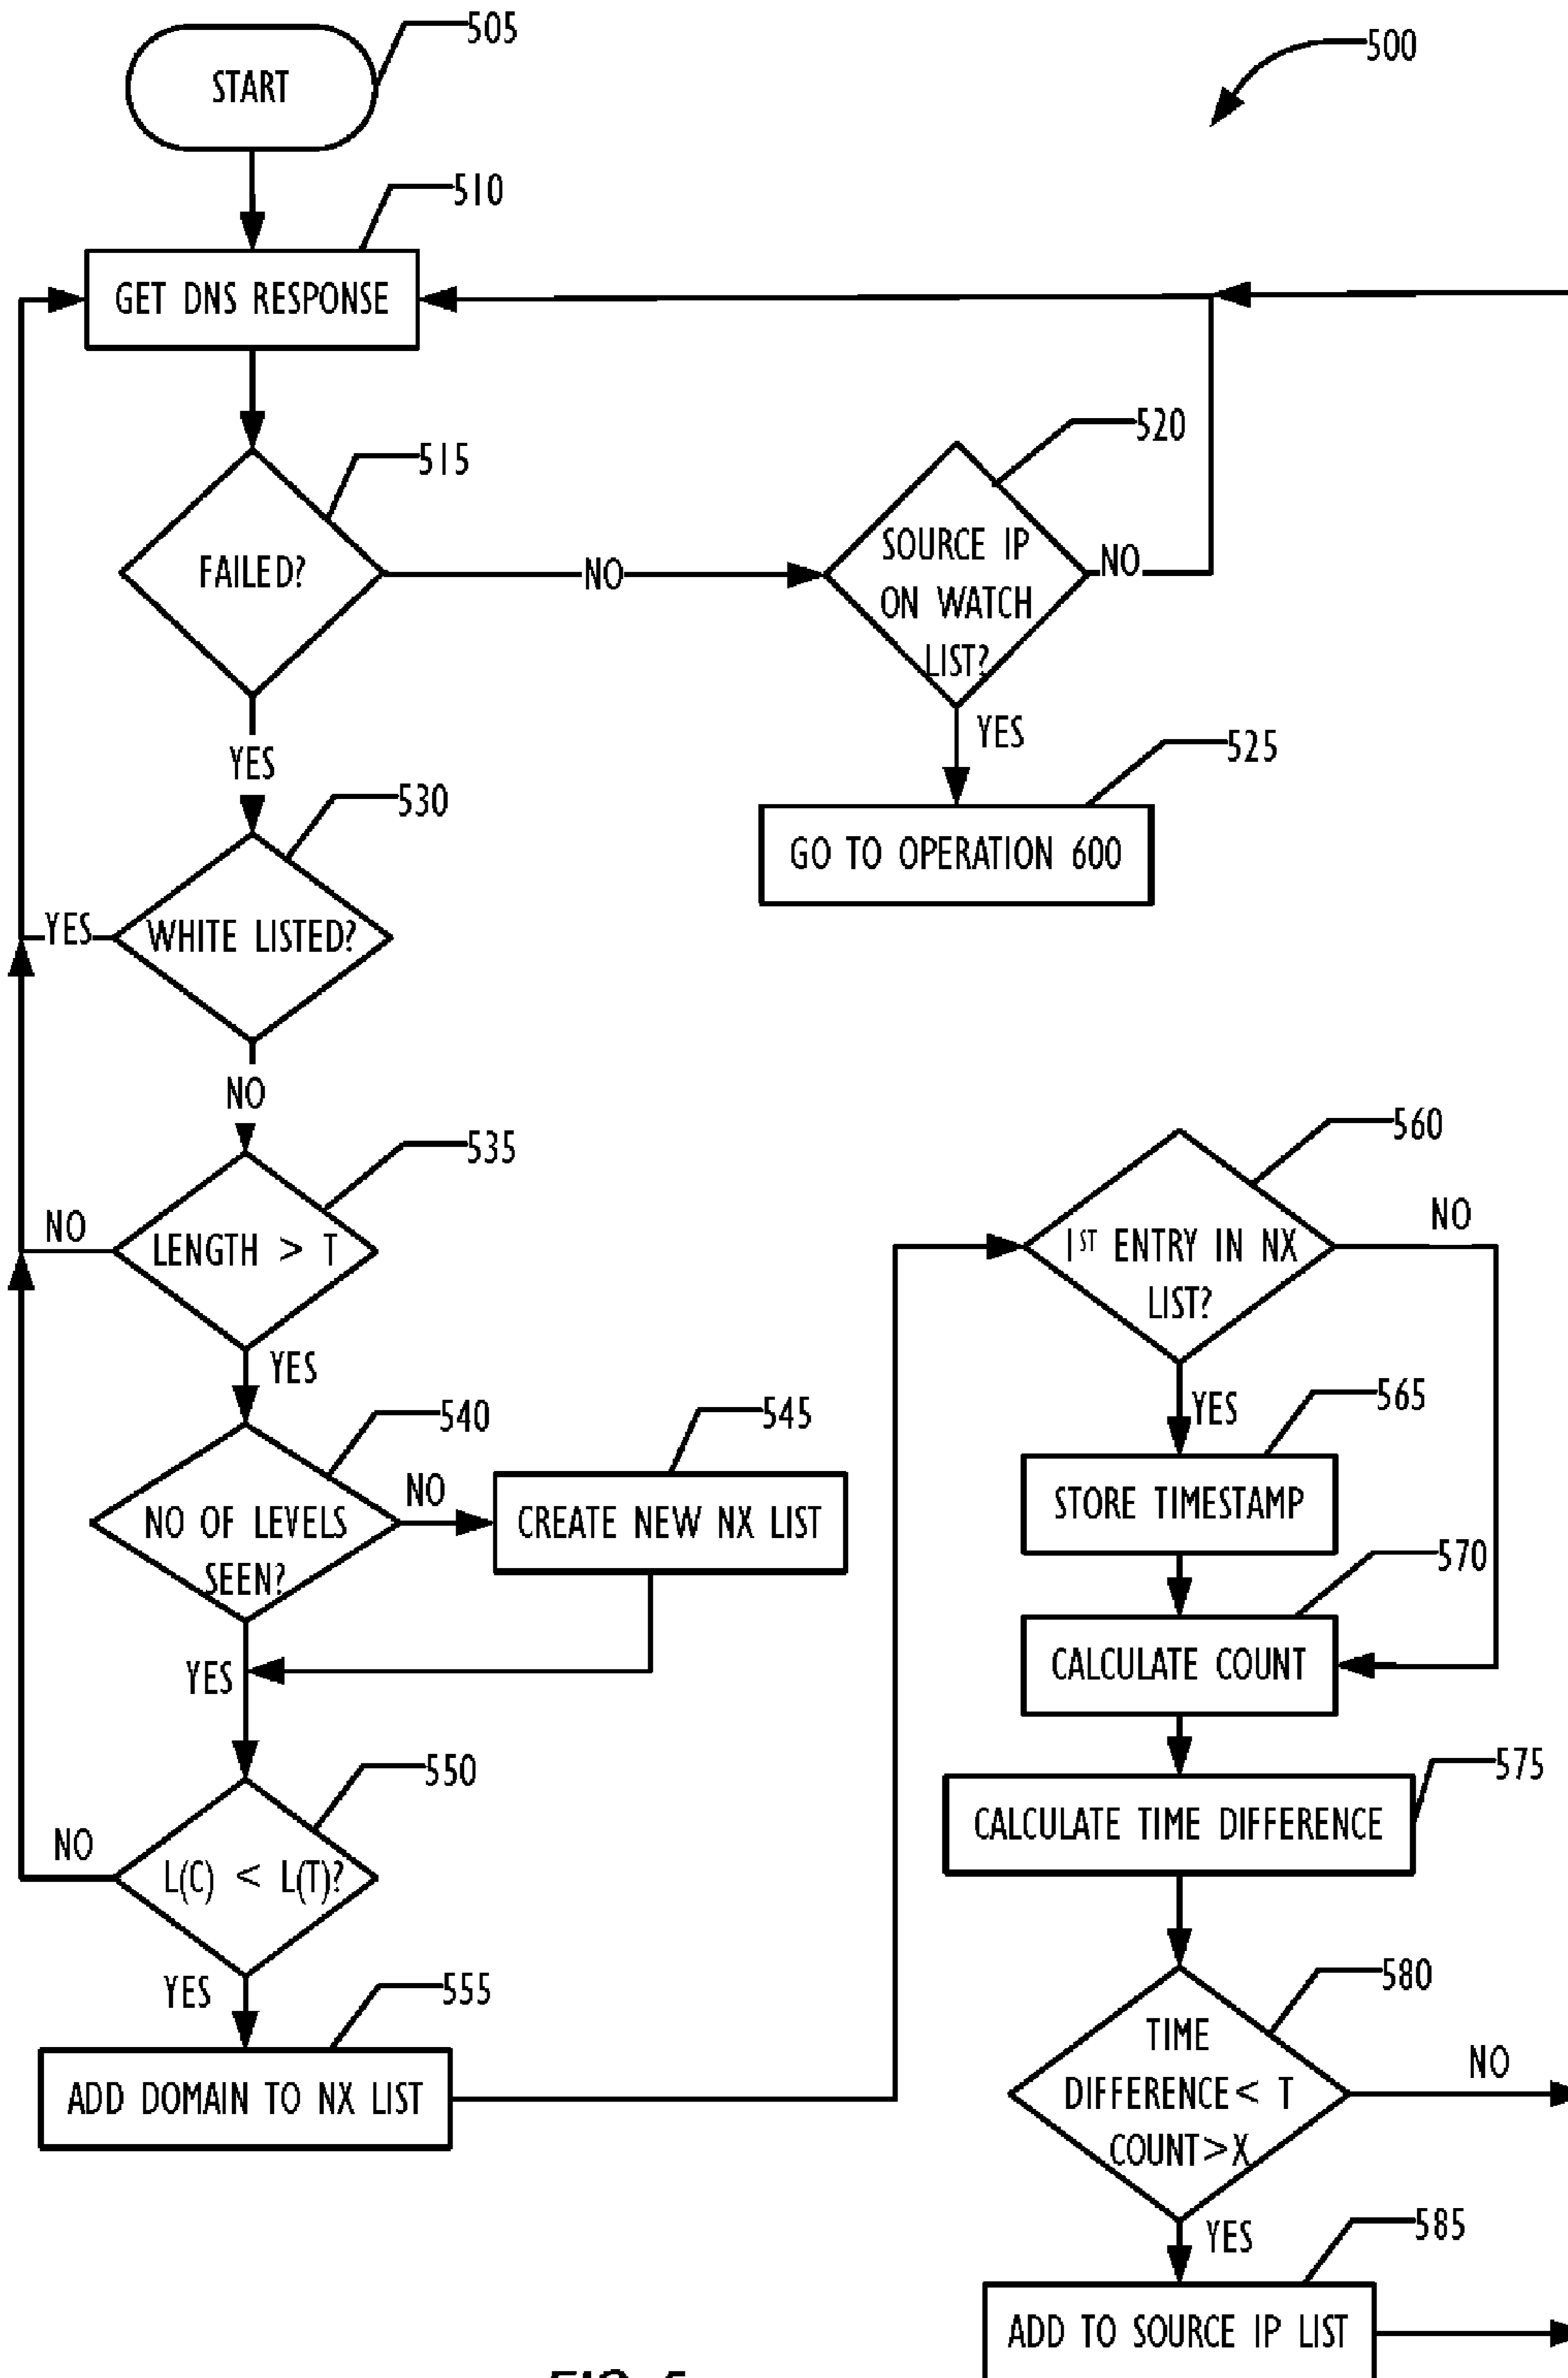 505
START
500
510
GET DNS RESPONSE
520
515
SOURCE IP
ON WATCH
LIST?
FAILED?
NO
NO
YES
525
YES
530
GO TO OPERATION 600
YES
WHITE LISTED?
NO
535
NO
LENGTH > T
YES
540
NO OF LEVELS
SEEN?
NO
545
CREATE NEW NX LIST
YES
550
NO
L(C) < L(T)?
YES
555
ADD DOMAIN TO NX LIST
560
1ST ENTRY IN NX
LIST?
NO
YES
565
STORE TIMESTAMP
570
CALCULATE COUNT
575
CALCULATE TIME DIFFERENCE
580
TIME
DIFFERENCE < T
COUNT > X
NO
YES
585
ADD TO SOURCE IP LIST